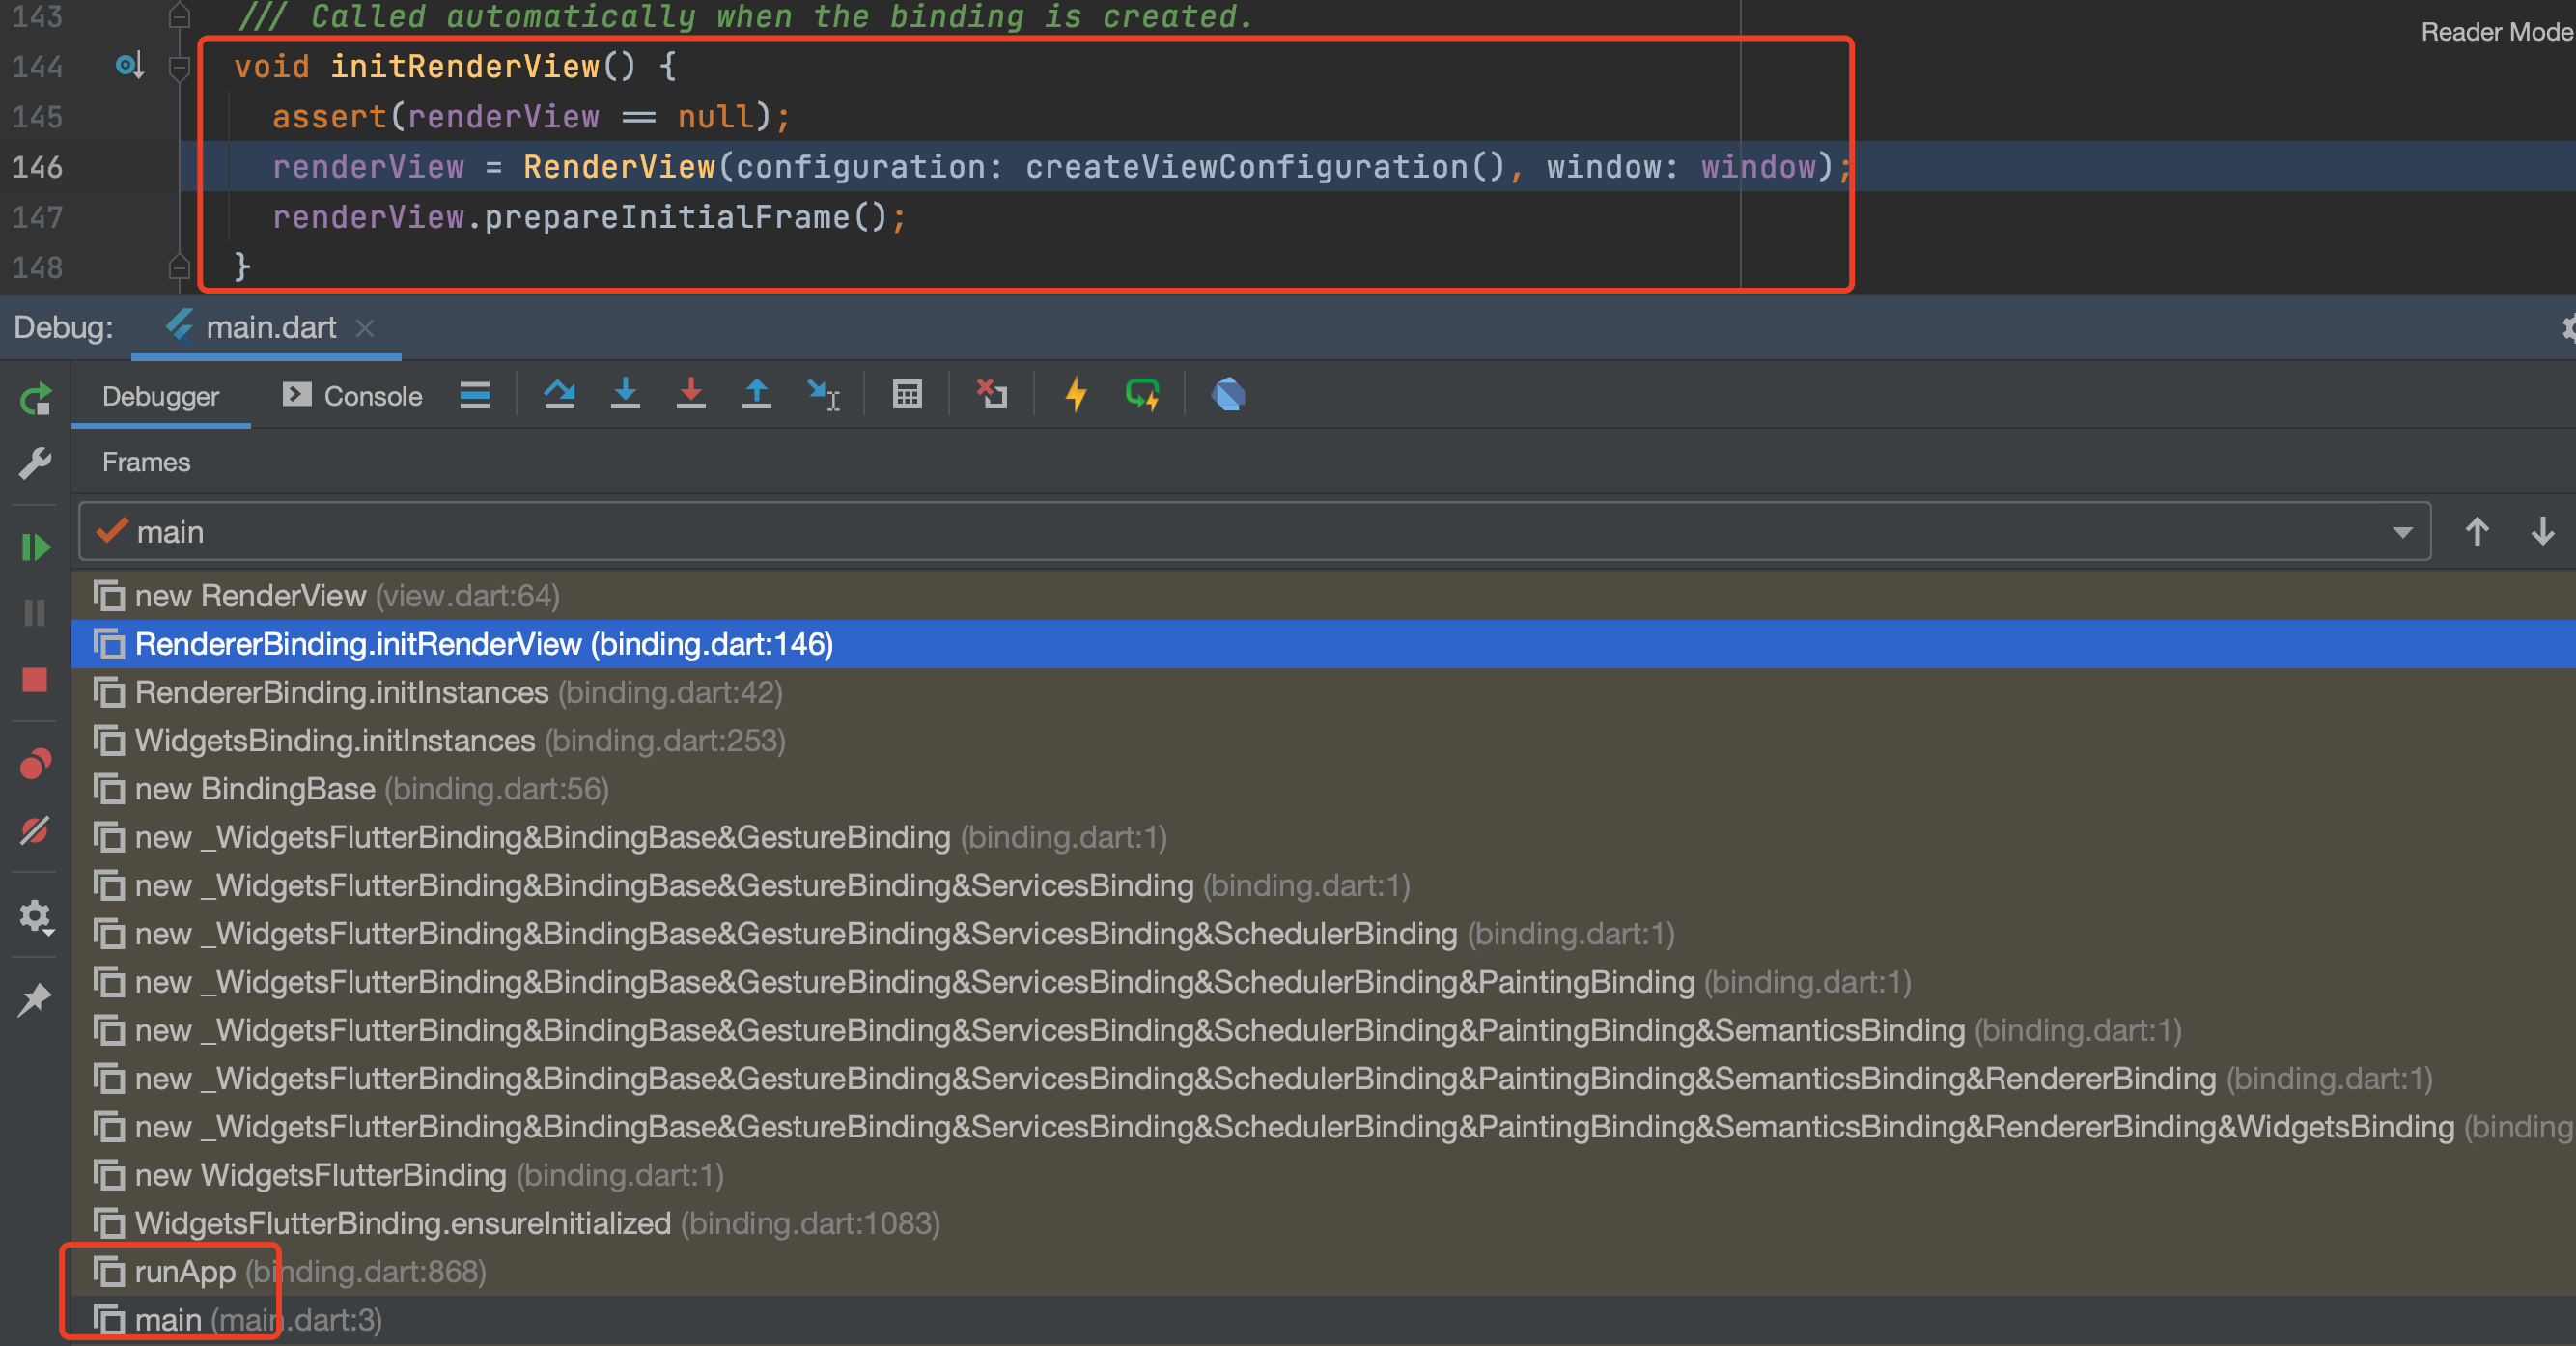 143 /// Called automatically when the binding is created.
Reader Mode
144 void initRenderView() {
145 assert(renderView == null);
146 renderView = RenderView(configuration: createViewConfiguration(), window: window);
147 renderView.prepareInitialFrame();
148 }
Debug: main.dart
Debugger Console
Frames
main
new RenderView (view.dart:64)
RendererBinding.initRenderView (binding.dart:146)
RendererBinding.initInstances (binding.dart:42)
WidgetsBinding.initInstances (binding.dart:253)
new BindingBase (binding.dart:56)
new _WidgetsFlutterBinding&BindingBase&GestureBinding (binding.dart:1)
new _WidgetsFlutterBinding&BindingBase&GestureBinding&ServicesBinding (binding.dart:1)
new _WidgetsFlutterBinding&BindingBase&GestureBinding&ServicesBinding&SchedulerBinding (binding.dart:1)
new _WidgetsFlutterBinding&BindingBase&GestureBinding&ServicesBinding&SchedulerBinding&PaintingBinding (binding.dart:1)
new _WidgetsFlutterBinding&BindingBase&GestureBinding&ServicesBinding&SchedulerBinding&PaintingBinding&SemanticsBinding (binding.dart:1)
new _WidgetsFlutterBinding&BindingBase&GestureBinding&ServicesBinding&SchedulerBinding&PaintingBinding&SemanticsBinding&RendererBinding (binding.dart:1)
new _WidgetsFlutterBinding&BindingBase&GestureBinding&ServicesBinding&SchedulerBinding&PaintingBinding&SemanticsBinding&RendererBinding&WidgetsBinding (binding
new WidgetsFlutterBinding (binding.dart:1)
WidgetsFlutterBinding.ensureInitialized (binding.dart:1083)
runApp (binding.dart:868)
main (main.dart:3)